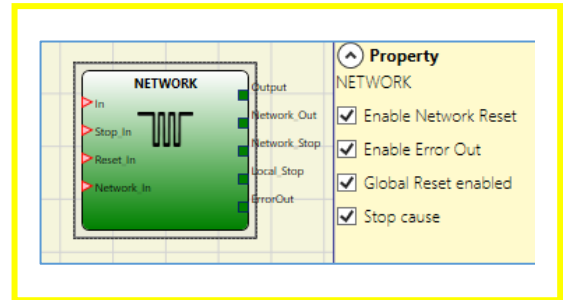 NETWORK
In
Stop_In
Reset_In
Network_In
Output
Network_Out
Network_Stop
Local_Stop
ErrorOut
Property
NETWORK
Enable Network Reset
Enable Error Out
Global Reset enabled
Stop cause